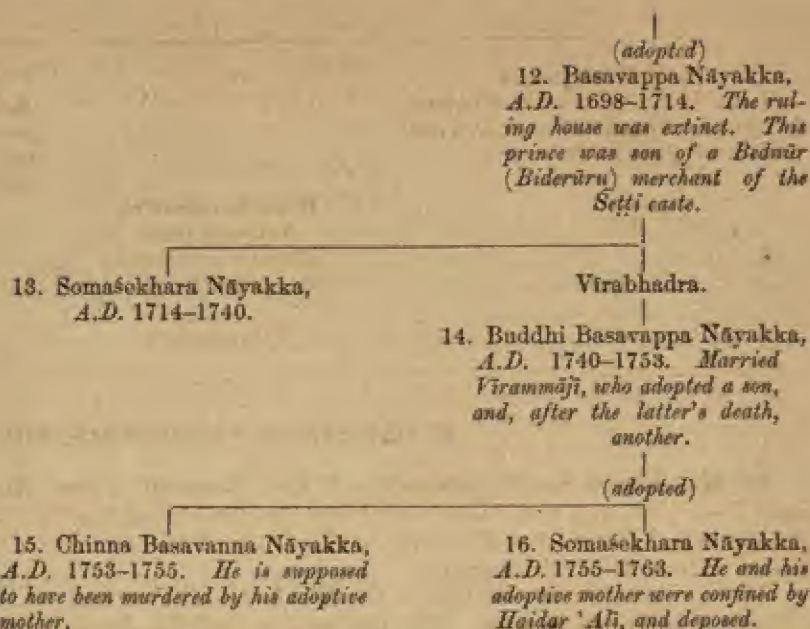 (adopted)
12. Basavappa Nāyakka,
A.D. 1698–1714. The rul-
ing house was extinct. This
prince was son of a Bednūr
(Biderūru) merchant of the
Seṭṭi caste.
13. Somaśekhara Nāyakka,
A.D. 1714–1740.
Vīrabhadra.
14. Buddhi Basavappa Nāyakka,
A.D. 1740–1753. Married
Vīrammājī, who adopted a son,
and, after the latter's death,
another.
(adopted)
15. Chinna Basavanna Nāyakka,
A.D. 1753–1755. He is supposed
to have been murdered by his adoptive
mother.
16. Somaśekhara Nāyakka,
A.D. 1755–1763. He and his
adoptive mother were confined by
Haidar 'Alī, and deposed.